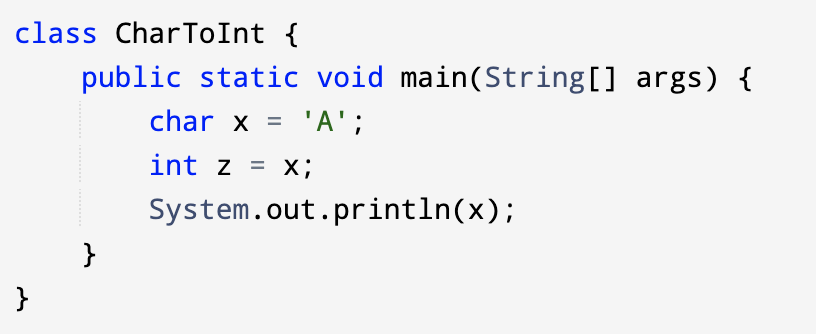 class CharToInt {
    public static void main(String[] args) {
        char x = 'A';
        int z = x;
        System.out.println(x);
    }
}